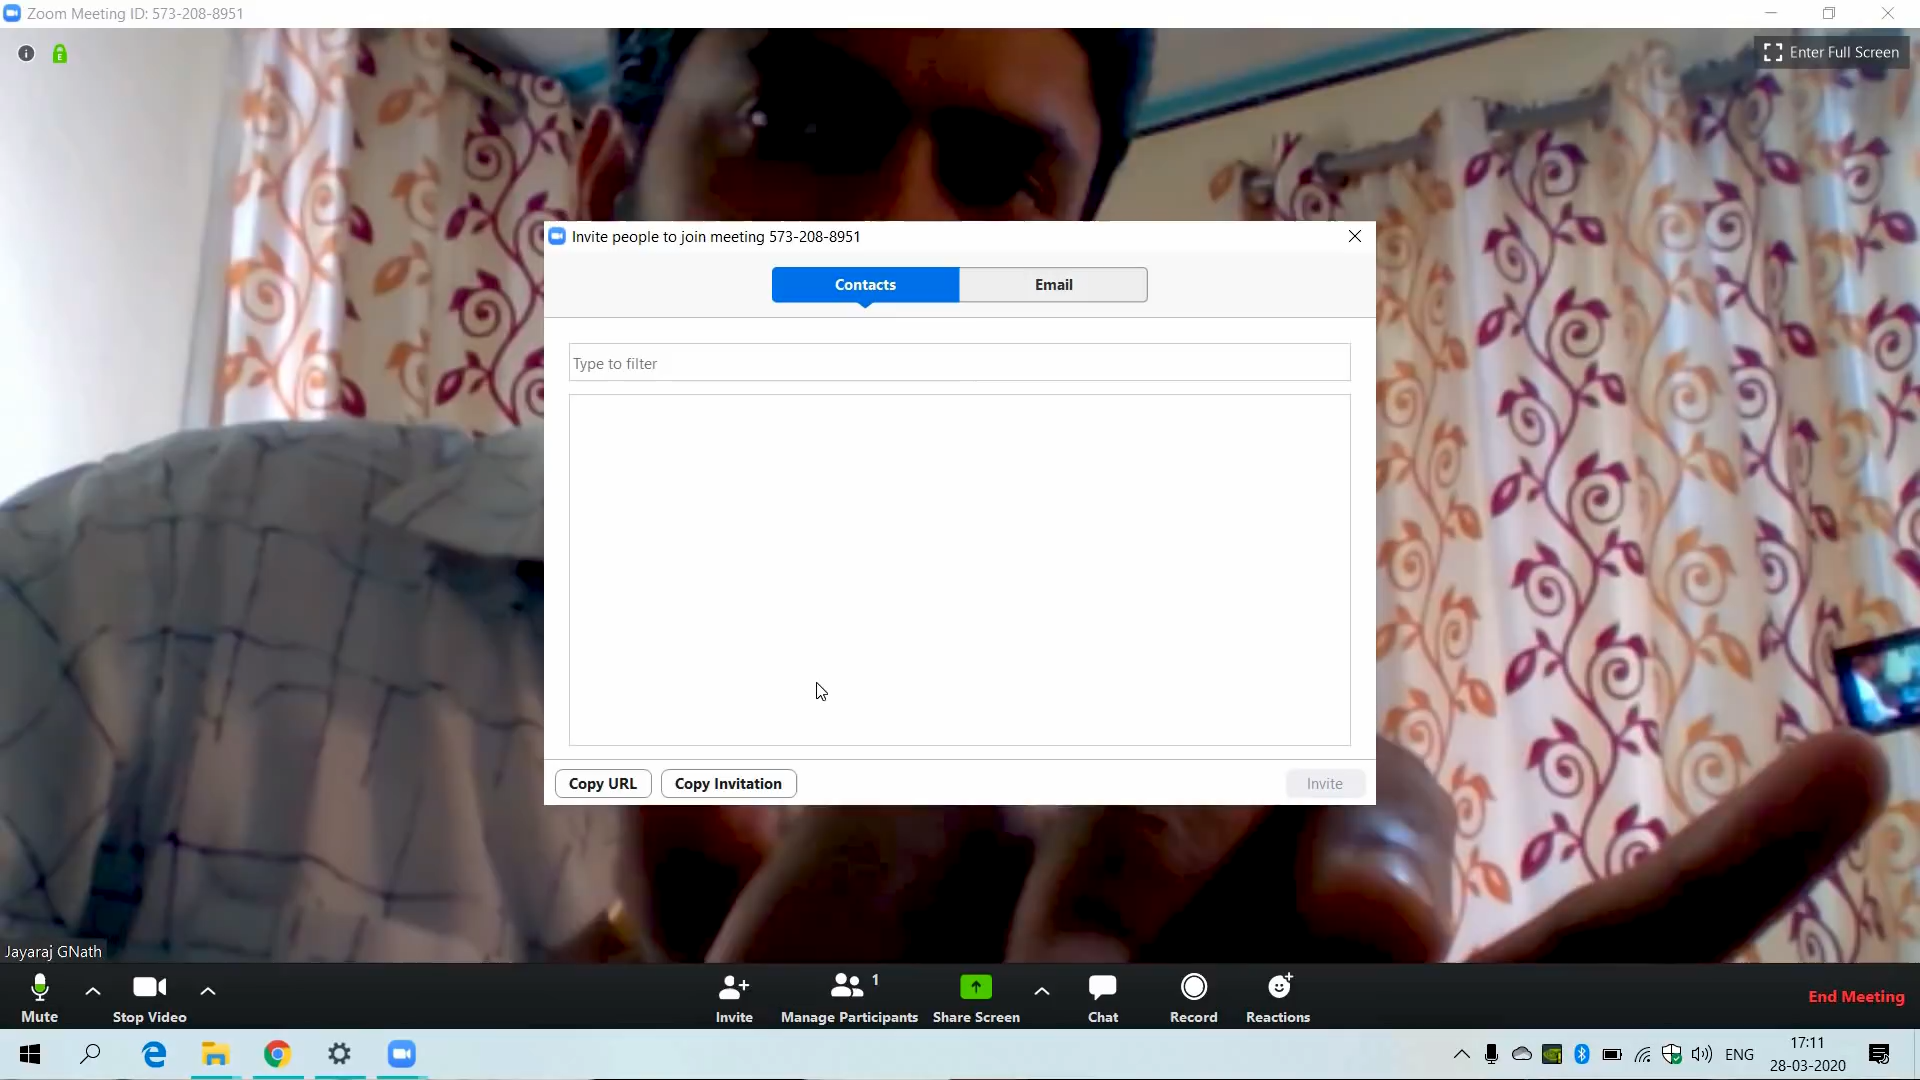 Zoom Meeting ID: 573-208-8951
Enter Full Screen
Invite people to join meeting 573-208-8951
Contacts
Email
Type to filter
Copy URL
Copy Invitation
Invite
Jayaraj GNath
1
Mute
Stop Video
Invite
Manage Participants
Share Screen
Chat
Record
Reactions
End Meeting
ENG
17:11
28-03-2020